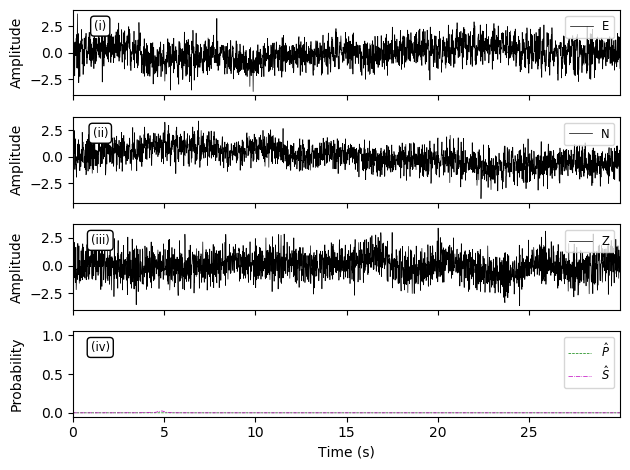 Amplitude
2.5
0.0
−2.5
(i)
E
Amplitude
2.5
0.0
−2.5
(ii)
N
Amplitude
2.5
0.0
−2.5
(iii)
Z
Probability
1.0
0.5
0.0
(iv)
P̂
Ŝ
0 5 10 15 20 25
Time (s)